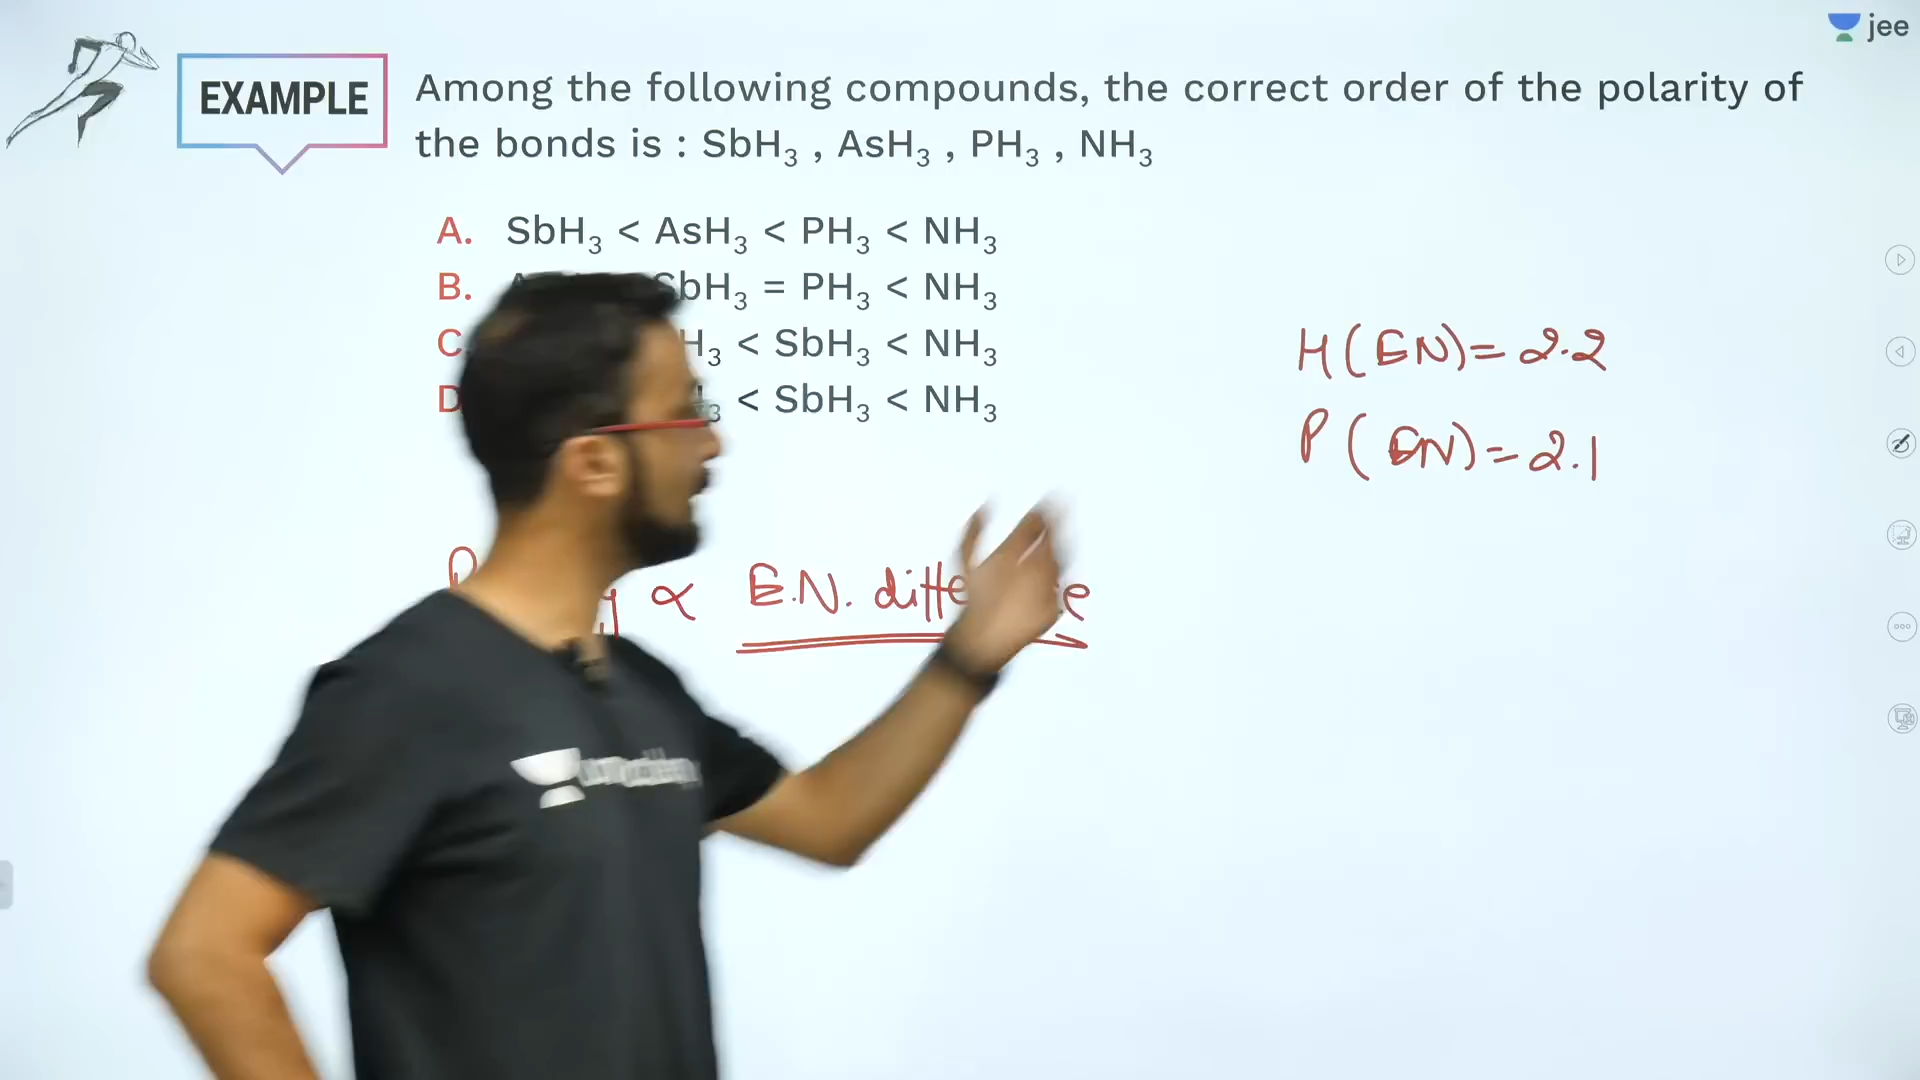 jee
EXAMPLE
Among the following compounds, the correct order of the polarity of
the bonds is : SbH₃ , AsH₃ , PH₃ , NH₃
A. SbH₃ < AsH₃ < PH₃ < NH₃
B. SbH₃ = PH₃ < NH₃
C. H₃ < SbH₃ < NH₃
D. < SbH₃ < NH₃
H(EN)= 2.2
P(EN)= 2.1
∝ E.N.